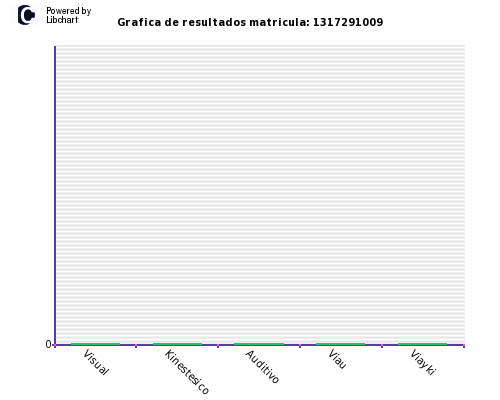 Powered by
Libchart
Grafica de resultados matricula: 1317291009
0
Visual
Kinestesico
Auditivo
Viau
Viayki